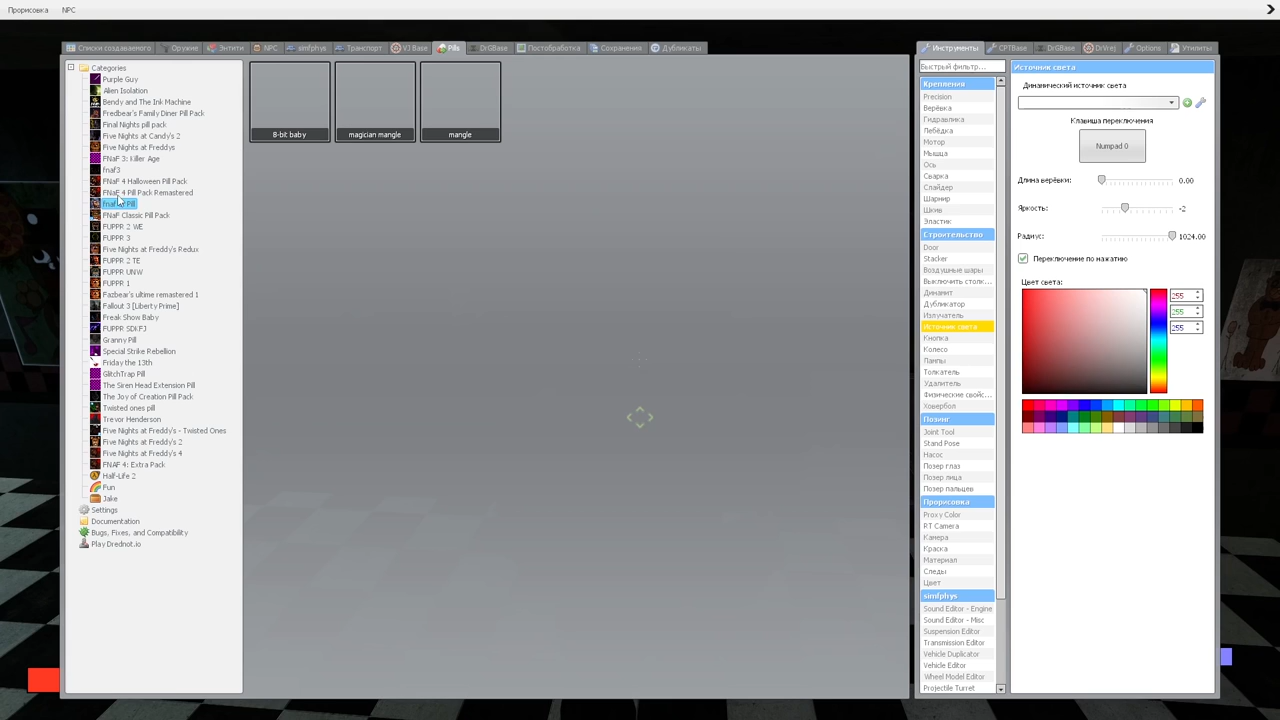 Прорисовка NPC
Списки создаваемого Оружие Энтити NPC simfphys Транспорт VJ Base Pills DrGBase Постобработка Сохранения Дубликаты
Categories
Purple Guy
Alien Isolation
Bendy and The Ink Machine
Fredbear's Family Diner Pill Pack
Final Nights pill pack
Five Nights at Candy's 2
Five Nights at Freddys
FNaF 3: Killer Age
fnaf3
FNaF 4 Halloween Pill Pack
FNaF 4 Pill Pack Remastered
Pill
FNaF Classic Pill Pack
FUPPR 2 WE
FUPPR 3
Five Nights at Freddy's Redux
FUPPR 2 TE
FUPPR UNW
FUPPR 1
Fazbear's ultime remastered 1
Fallout 3 [Liberty Prime]
Freak Show Baby
FUPPR SDI.FJ
Granny Pill
Special Strike Rebellion
Friday the 13th
GlitchTrap Pill
The Siren Head Extension Pill
The Joy of Creation Pill Pack
Twisted ones pill
Trevor Henderson
Five Nights at Freddy's - Twisted Ones
Five Nights at Freddy's 2
Five Nights at Freddy's 4
FNAF 4: Extra Pack
Half-Life 2
Fun
Jake
Settings
Documentation
Bugs, Fixes, and Compatibility
Play Drednot.io
8-bit baby
magician mangle
mangle
Инструменты CPTBase DrGBase DrVrej Options Утилиты
Быстрый фильтр...
Крепления
Precision
Верёвка
Гидравлика
Лебёдка
Мотор
Мышца
Ось
Сварка
Слайдер
Шарнир
Шкив
Эластик
Строительство
Door
Stacker
Воздушные шары
Выключить столк...
Динамит
Дубликатор
Излучатель
Источник света
Кнопка
Колесо
Лампы
Толкатель
Удалитель
Физические свойс...
Ховербол
Позинг
Joint Tool
Stand Pose
Насос
Позер глаз
Позер лица
Позер пальцев
Прорисовка
Proxy Color
RT Camera
Камера
Краска
Материал
Следы
Цвет
simfphys
Sound Editor - Engine
Sound Editor - Misc
Suspension Editor
Transmission Editor
Vehicle Duplicator
Vehicle Editor
Wheel Model Editor
Projectile Turret
Источник света
Динамический источник света
Клавиша переключения
Numpad 0
Длина верёвки: 0.00
Яркость: -2
Радиус: 1024.00
Переключение по нажатию
Цвет света:
255
255
255